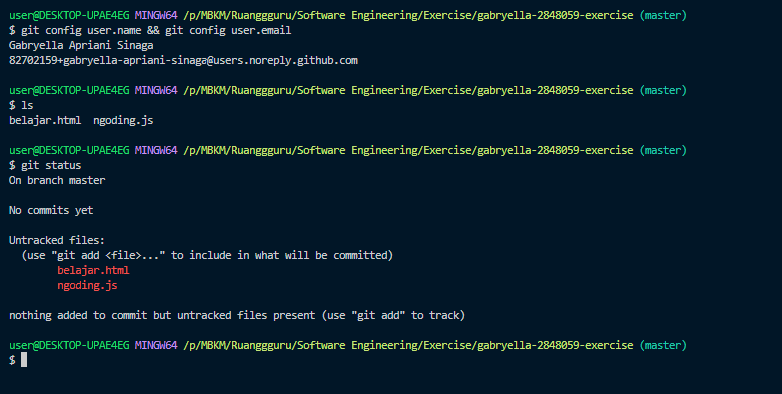 user@DESKTOP-UPAE4EG MINGW64 /p/MBKM/Ruanggguru/Software Engineering/Exercise/gabryella-2848059-exercise (master)
$ git config user.name && git config user.email
Gabryella Apriani Sinaga
82702159+gabryella-apriani-sinaga@users.noreply.github.com
user@DESKTOP-UPAE4EG MINGW64 /p/MBKM/Ruanggguru/Software Engineering/Exercise/gabryella-2848059-exercise (master)
$ ls
belajar.html  ngoding.js
user@DESKTOP-UPAE4EG MINGW64 /p/MBKM/Ruanggguru/Software Engineering/Exercise/gabryella-2848059-exercise (master)
$ git status
On branch master
No commits yet
Untracked files:
  (use "git add <file>..." to include in what will be committed)
        belajar.html
        ngoding.js
nothing added to commit but untracked files present (use "git add" to track)
user@DESKTOP-UPAE4EG MINGW64 /p/MBKM/Ruanggguru/Software Engineering/Exercise/gabryella-2848059-exercise (master)
$